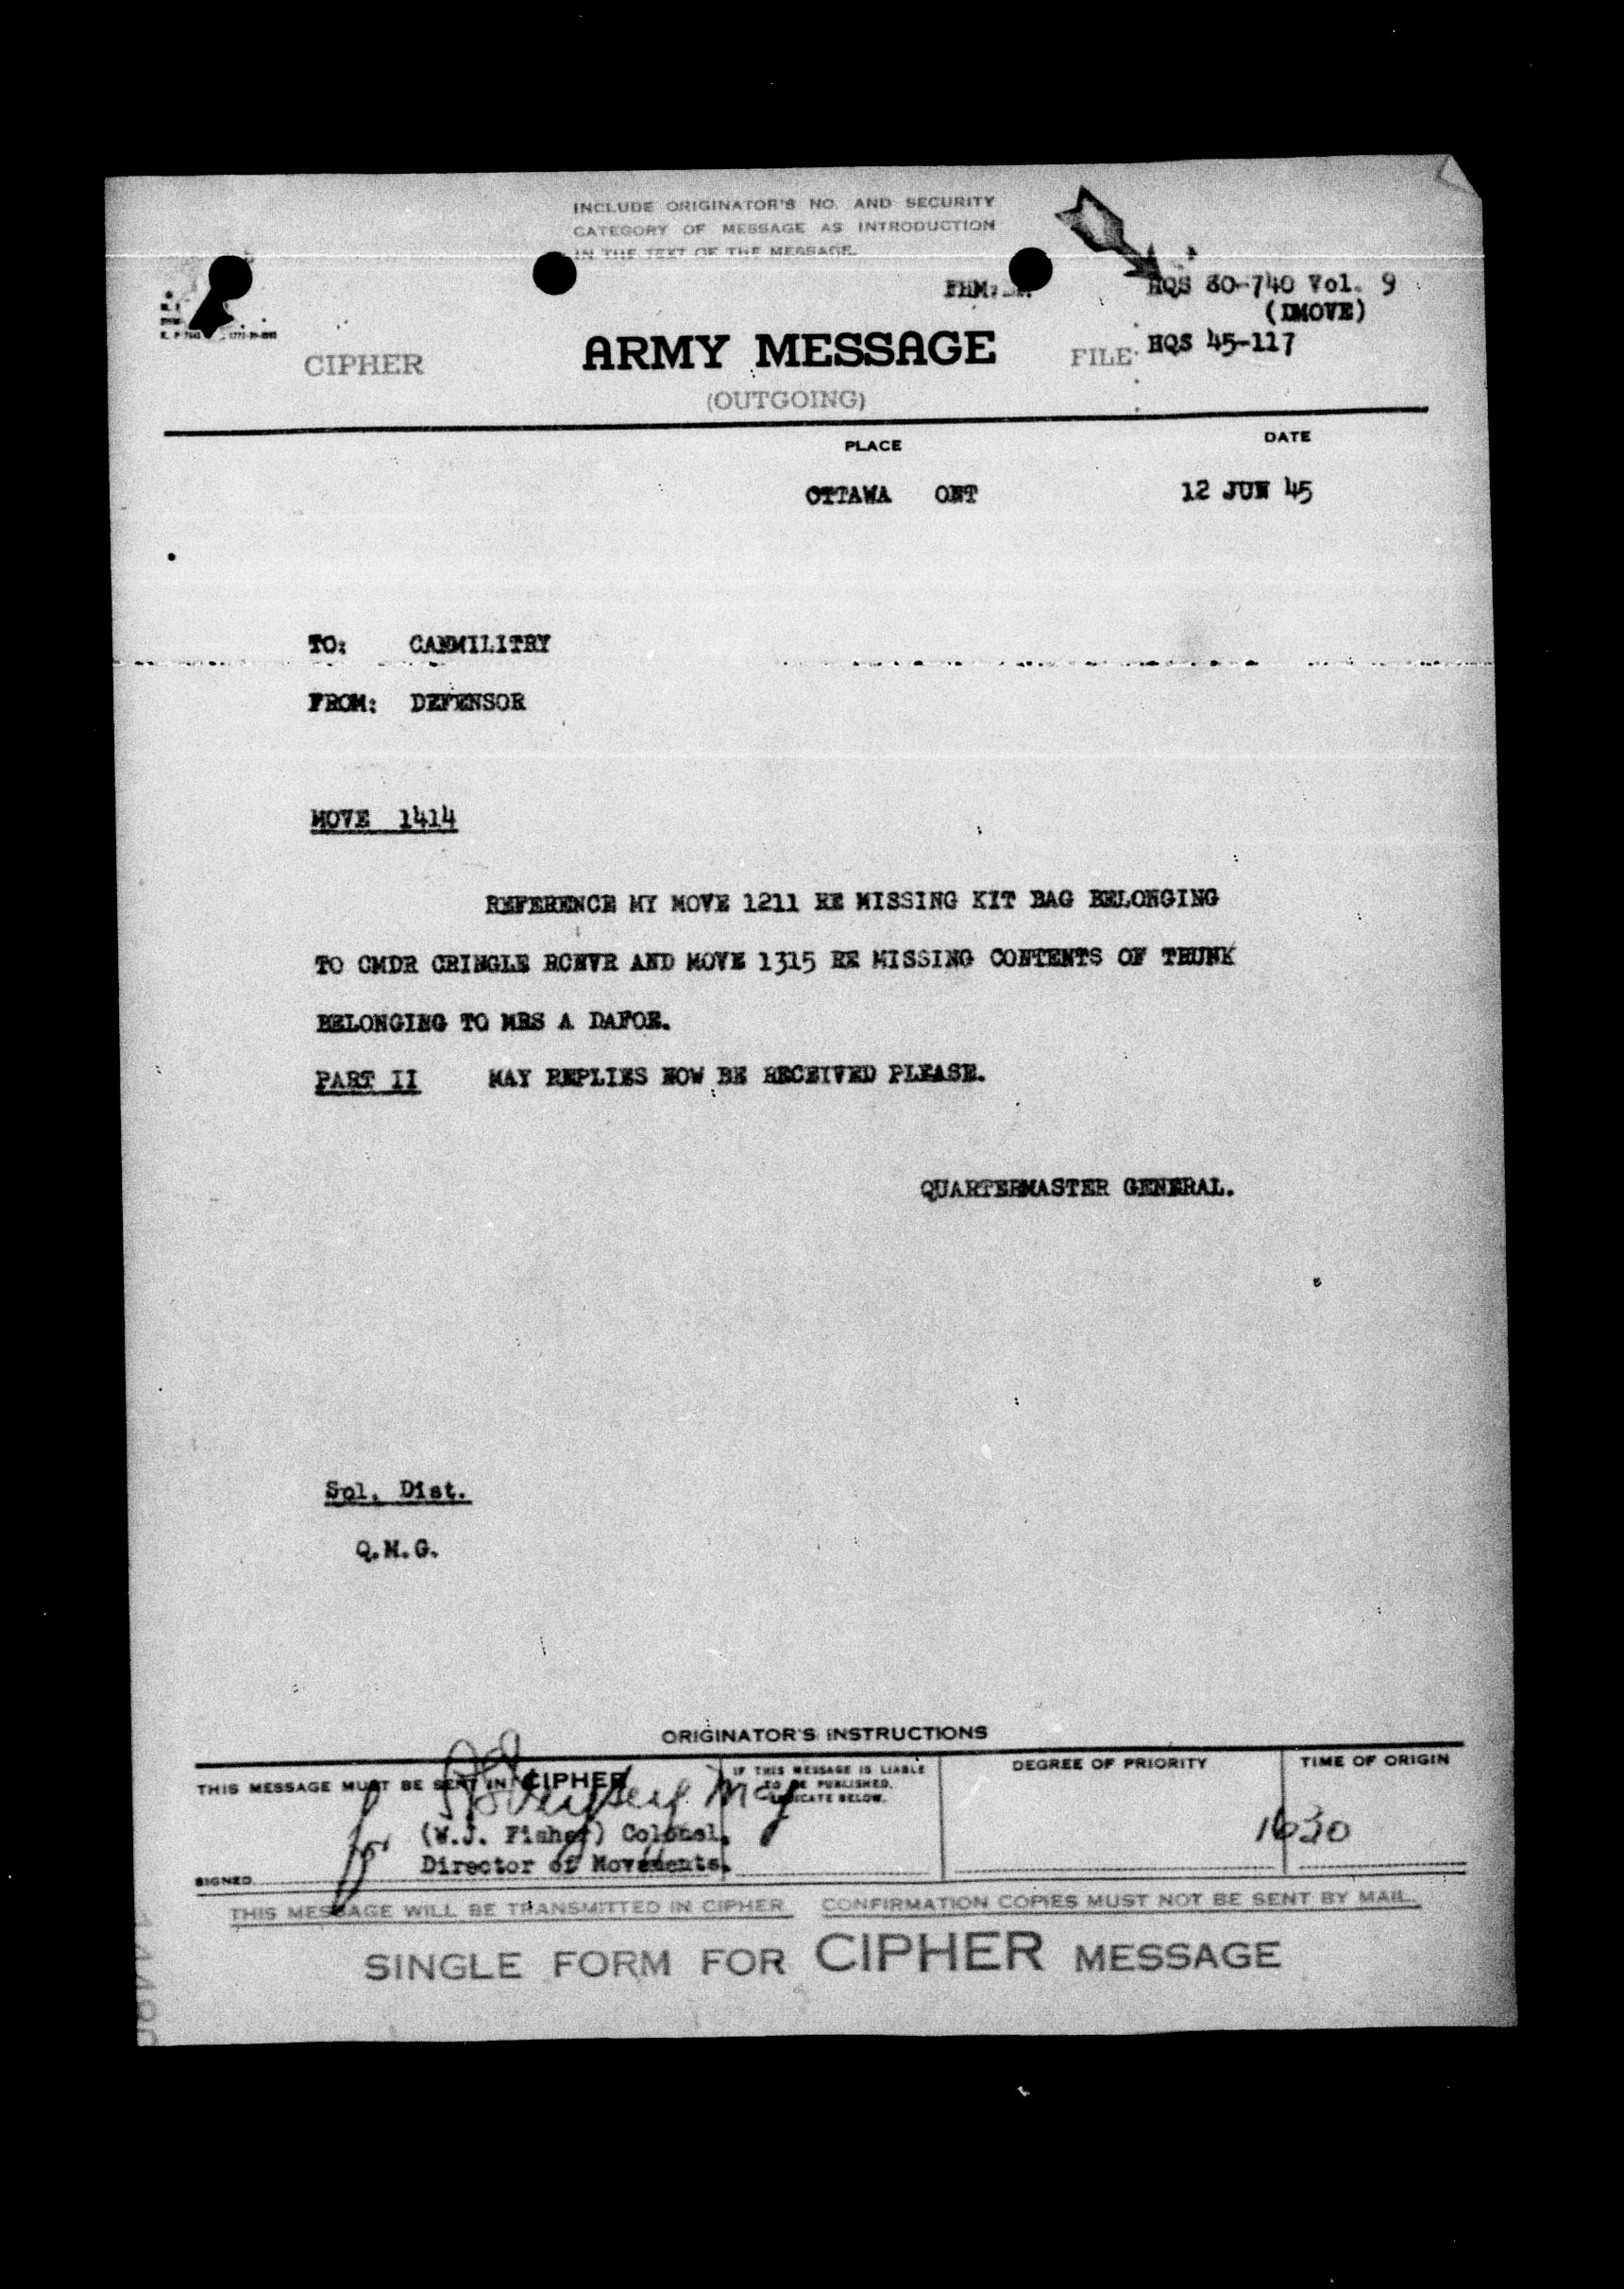 INCLUDE ORIGINATOR'S NO. AND SECURITY
CATEGORY OF MESSAGE AS INTRODUCTION
IN THE TEXT OF THE MESSAGE.
HQS 80-740 Vol. 9
(DMOVE)
HQS 45-117
CIPHER
ARMY MESSAGE
FILE
(OUTGOING)
PLACE
DATE
OTTAWA ONT
12 JUN 45
TO: CANMILITRY
FROM: DEFENSOR
MOVE 1414
REFERENCE MY MOVE 1211 RE MISSING KIT BAG BELONGING
TO CMDR CRINGLE RCNVR AND MOVE 1315 RE MISSING CONTENTS OF TRUNK
BELONGING TO MRS A DAFOE.
PART II MAY REPLIES NOW BE RECEIVED PLEASE.
QUARTERMASTER GENERAL.
Spl. Dist.
Q.M.G.
ORIGINATOR'S INSTRUCTIONS
THIS MESSAGE MUST BE SENT IN CIPHER
IF THIS MESSAGE IS LIABLE
TO BE PUBLISHED,
INDICATE BELOW.
DEGREE OF PRIORITY
TIME OF ORIGIN
1630
for
(W.J. Fisher) Colonel,
Director of Movements.
SIGNED
THIS MESSAGE WILL BE TRANSMITTED IN CIPHER CONFIRMATION COPIES MUST NOT BE SENT BY MAIL.
SINGLE FORM FOR CIPHER MESSAGE